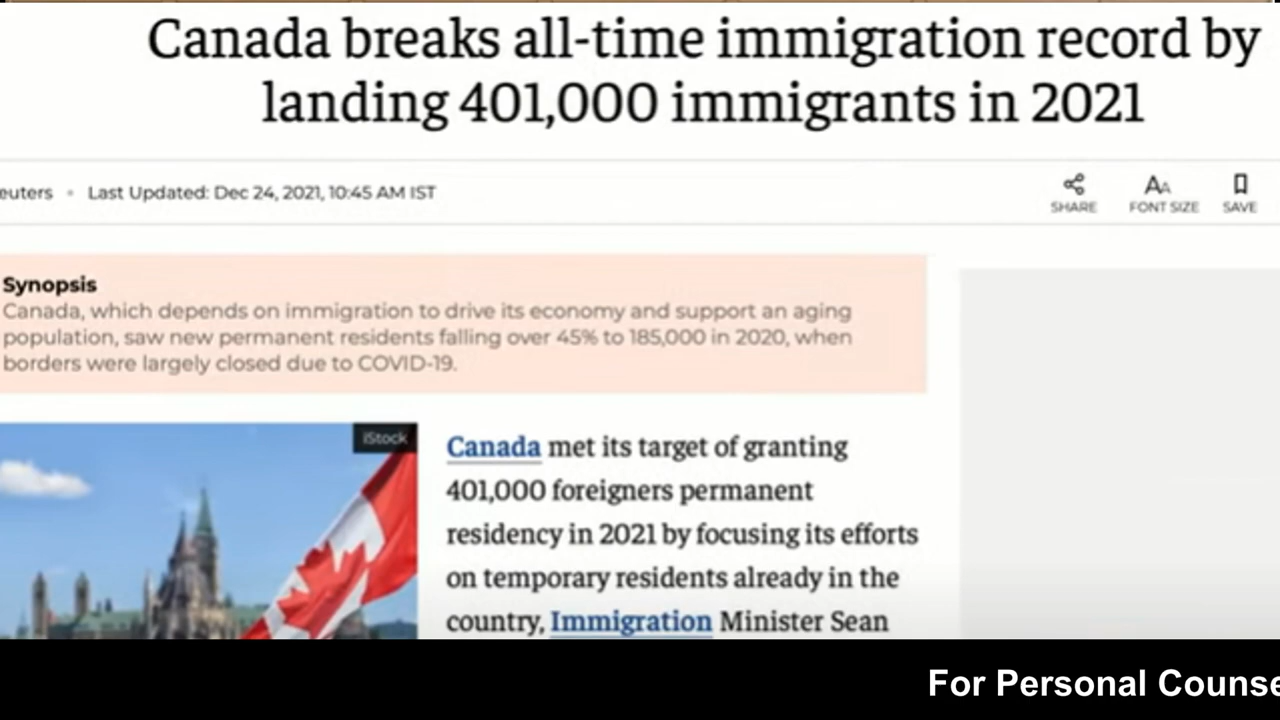 Canada breaks all-time immigration record by
landing 401,000 immigrants in 2021
euters • Last Updated: Dec 24, 2021, 10:45 AM IST
SHARE
AA
FONT SIZE
SAVE
Synopsis
Canada, which depends on immigration to drive its economy and support an aging
population, saw new permanent residents falling over 45% to 185,000 in 2020, when
borders were largely closed due to COVID-19.
iStock
Canada met its target of granting
401,000 foreigners permanent
residency in 2021 by focusing its efforts
on temporary residents already in the
country, Immigration Minister Sean
For Personal Counse